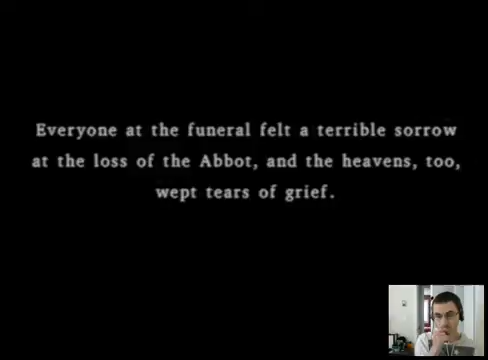 Everyone at the funeral felt a terrible sorrow
at the loss of the Abbot, and the heavens, too,
wept tears of grief.